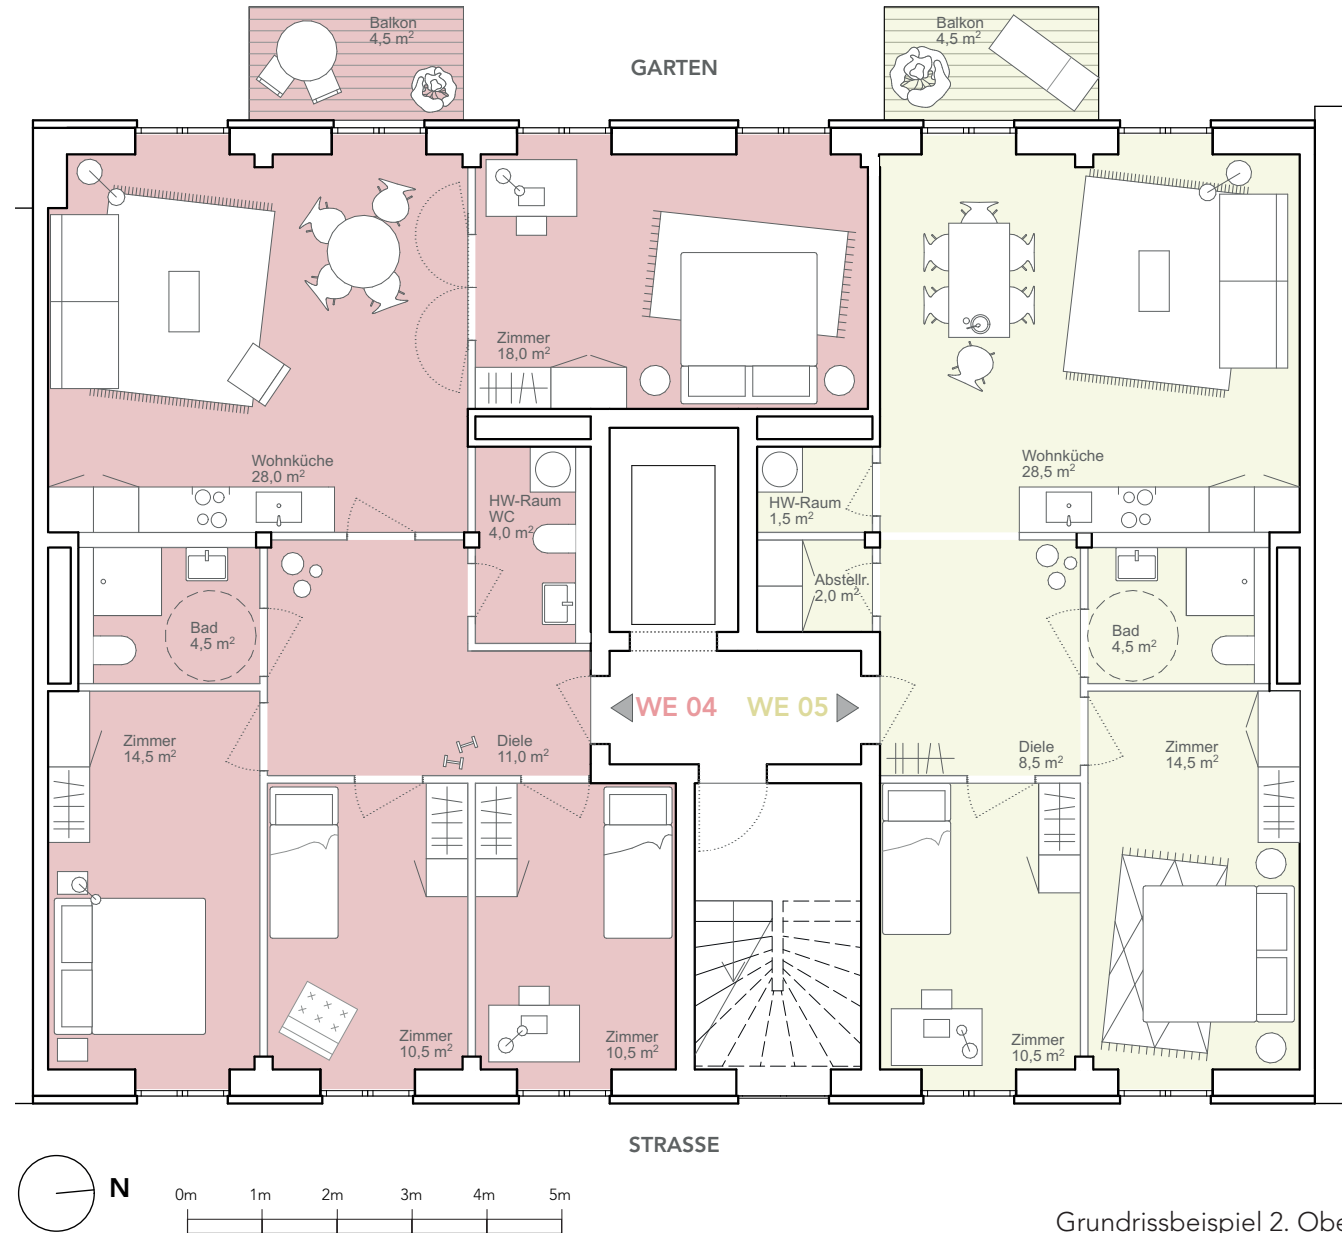 Balkon
4,5 m²
Balkon
4,5 m²
GARTEN
Zimmer
18,0 m²
Wohnküche
28,0 m²
Wohnküche
28,5 m²
HW-Raum
WC
4,0 m²
HW-Raum
1,5 m²
Abstellr.
2,0 m²
Bad
4,5 m²
Bad
4,5 m²
WE 04
WE 05
Zimmer
14,5 m²
Diele
11,0 m²
Diele
8,5 m²
Zimmer
14,5 m²
Zimmer
10,5 m²
Zimmer
10,5 m²
Zimmer
10,5 m²
STRASSE
N
0m 1m 2m 3m 4m 5m
Grundrissbeispiel 2. Obe